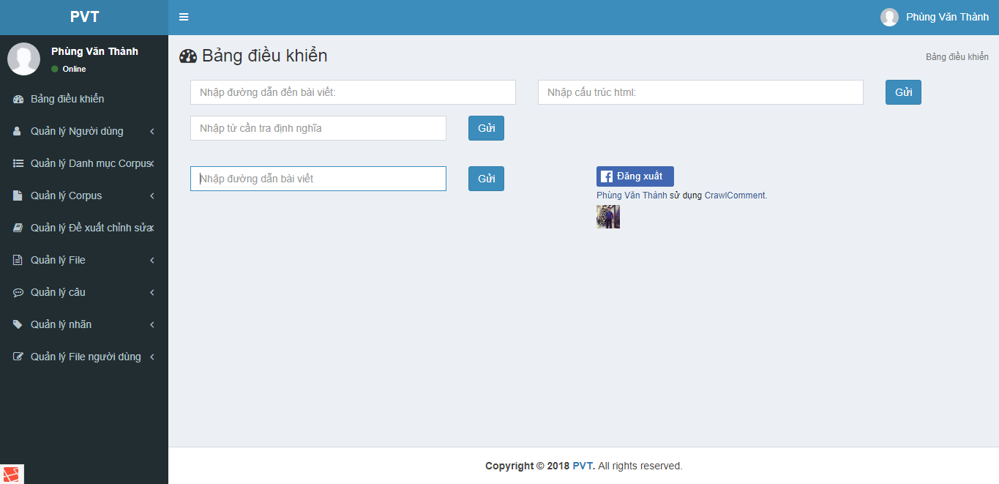 PVT
Phùng Văn Thành
Phùng Văn Thành
Online
Bảng điều khiển
Quản lý Người dùng
Quản lý Danh mục Corpus
Quản lý Corpus
Quản lý Đề xuất chỉnh sửa
Quản lý File
Quản lý câu
Quản lý nhãn
Quản lý File người dùng
Bảng điều khiển
Bảng điều khiển
Nhập đường dẫn đến bài viết:
Nhập cấu trúc html:
Gửi
Nhập từ cần tra định nghĩa
Gửi
Nhập đường dẫn bài viết
Gửi
Đăng xuất
Phùng Văn Thành sử dụng CrawlComment.
Copyright © 2018 PVT. All rights reserved.